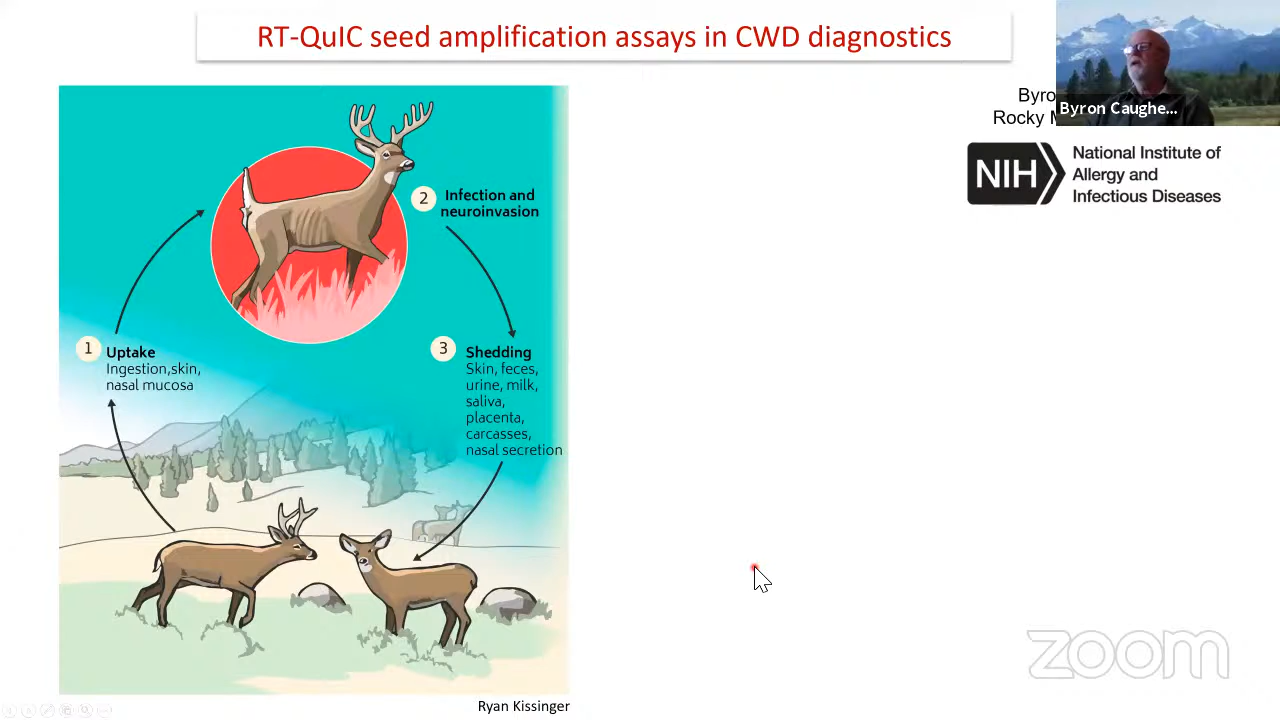 RT-QuIC seed amplification assays in CWD diagnostics
Byron Caughe...
Rocky
NIH
National Institute of
Allergy and
Infectious Diseases
2
Infection and
neuroinvasion
1
Uptake
Ingestion,skin,
nasal mucosa
3
Shedding
Skin, feces,
urine, milk,
saliva,
placenta,
carcasses,
nasal secretion
Ryan Kissinger
zoom